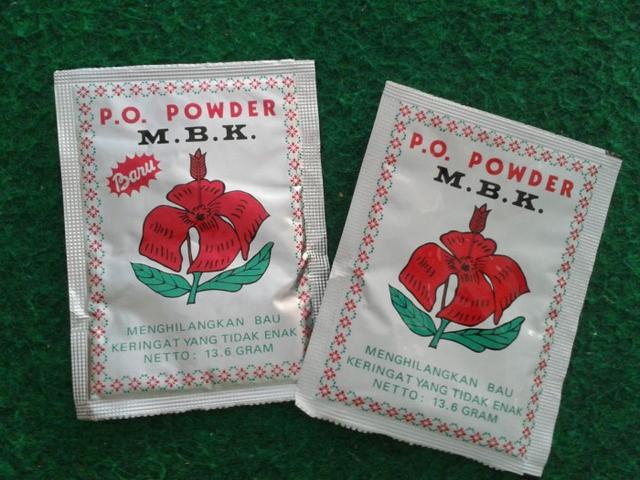 P.O. POWDER
M.B.K.
Baru
MENGHILANGKAN BAU
KERINGAT YANG TIDAK ENAK
NETTO: 13.6 GRAM
P.O. POWDER
M.B.K.
MENGHILANGKAN BAU
KERINGAT YANG TIDAK ENAK
NETTO: 13.6 GRAM